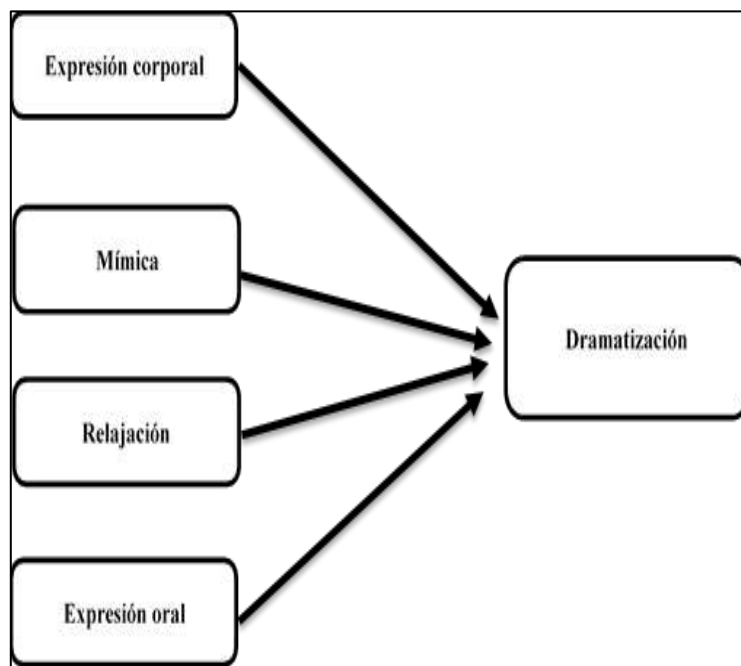 Expresión corporal
Mímica
Dramatización
Relajación
Expresión oral